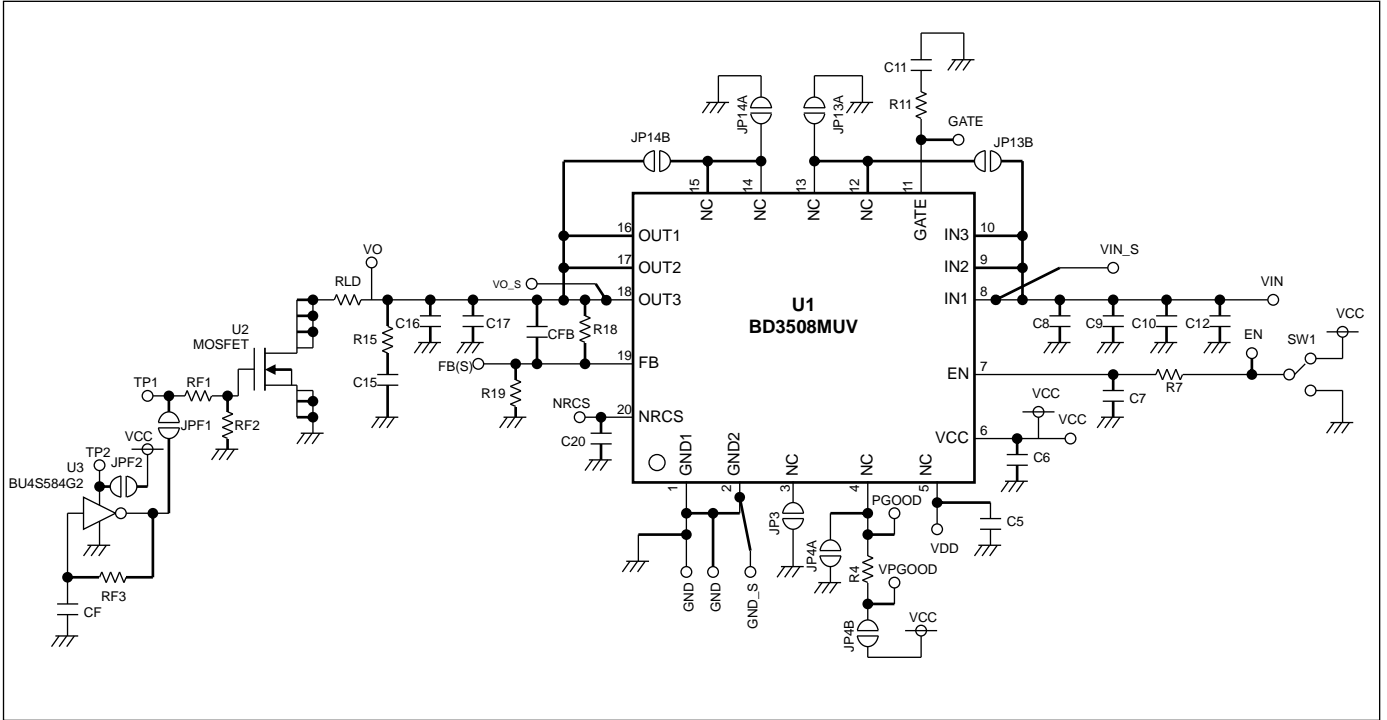 C11
R11
GATE
JP14A
JP13A
JP14B
JP13B
15
14
13
12
11
NC
NC
NC
NC
GATE
16
OUT1
IN3
10
17
OUT2
IN2
9
18
OUT3
IN1
8
U1
BD3508MUV
VIN_S
VIN
VO
RLD
VO_S
C16
C17
CFB
R18
R15
C15
C8
C9
C10
C12
U2
MOSFET
19
FB
FB(S)
R19
EN
7
C7
R7
EN
SW1
VCC
TP1
RF1
RF2
JPF1
NRCS
20
NRCS
C20
VCC
6
VCC
VCC
C6
VCC
TP2
JPF2
U3
BU4S584G2
RF3
CF
GND1
GND2
NC
NC
NC
1
2
3
4
5
JP3
JP4A
PGOOD
C5
VDD
R4
VPGOOD
GND
GND
GND_S
JP4B
VCC